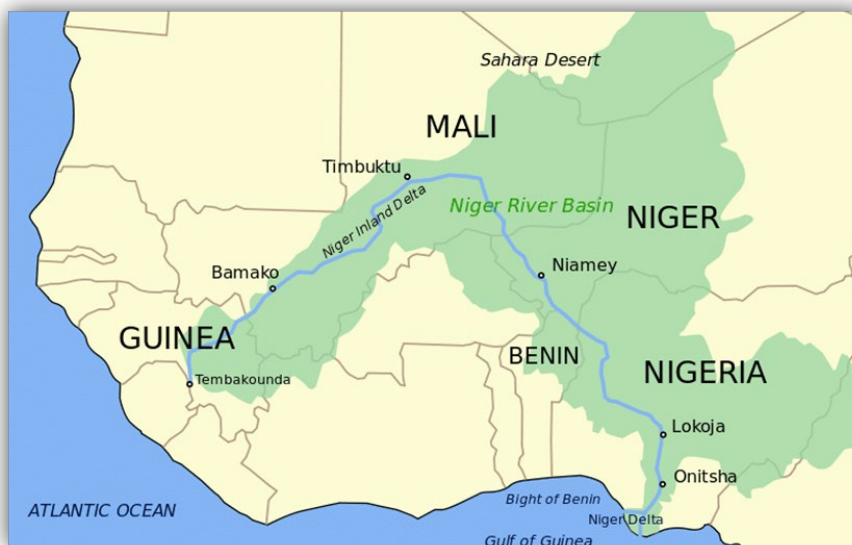 Sahara Desert
MALI
Timbuktu
Niger Inland Delta
Niger River Basin
NIGER
Bamako
Niamey
GUINEA
BENIN
Tembakounda
NIGERIA
Lokoja
Onitsha
ATLANTIC OCEAN
Bight of Benin
Niger Delta
Gulf of Guinea